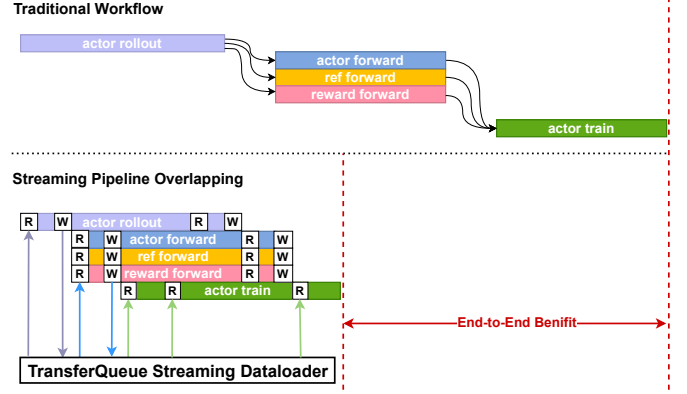 Traditional Workflow
actor rollout
actor forward
ref forward
reward forward
actor train
Streaming Pipeline Overlapping
R W actor rollout R W
R W actor forward R W
R W ref forward R W
R W reward forward R W
R R actor train R
End-to-End Benifit
TransferQueue Streaming Dataloader